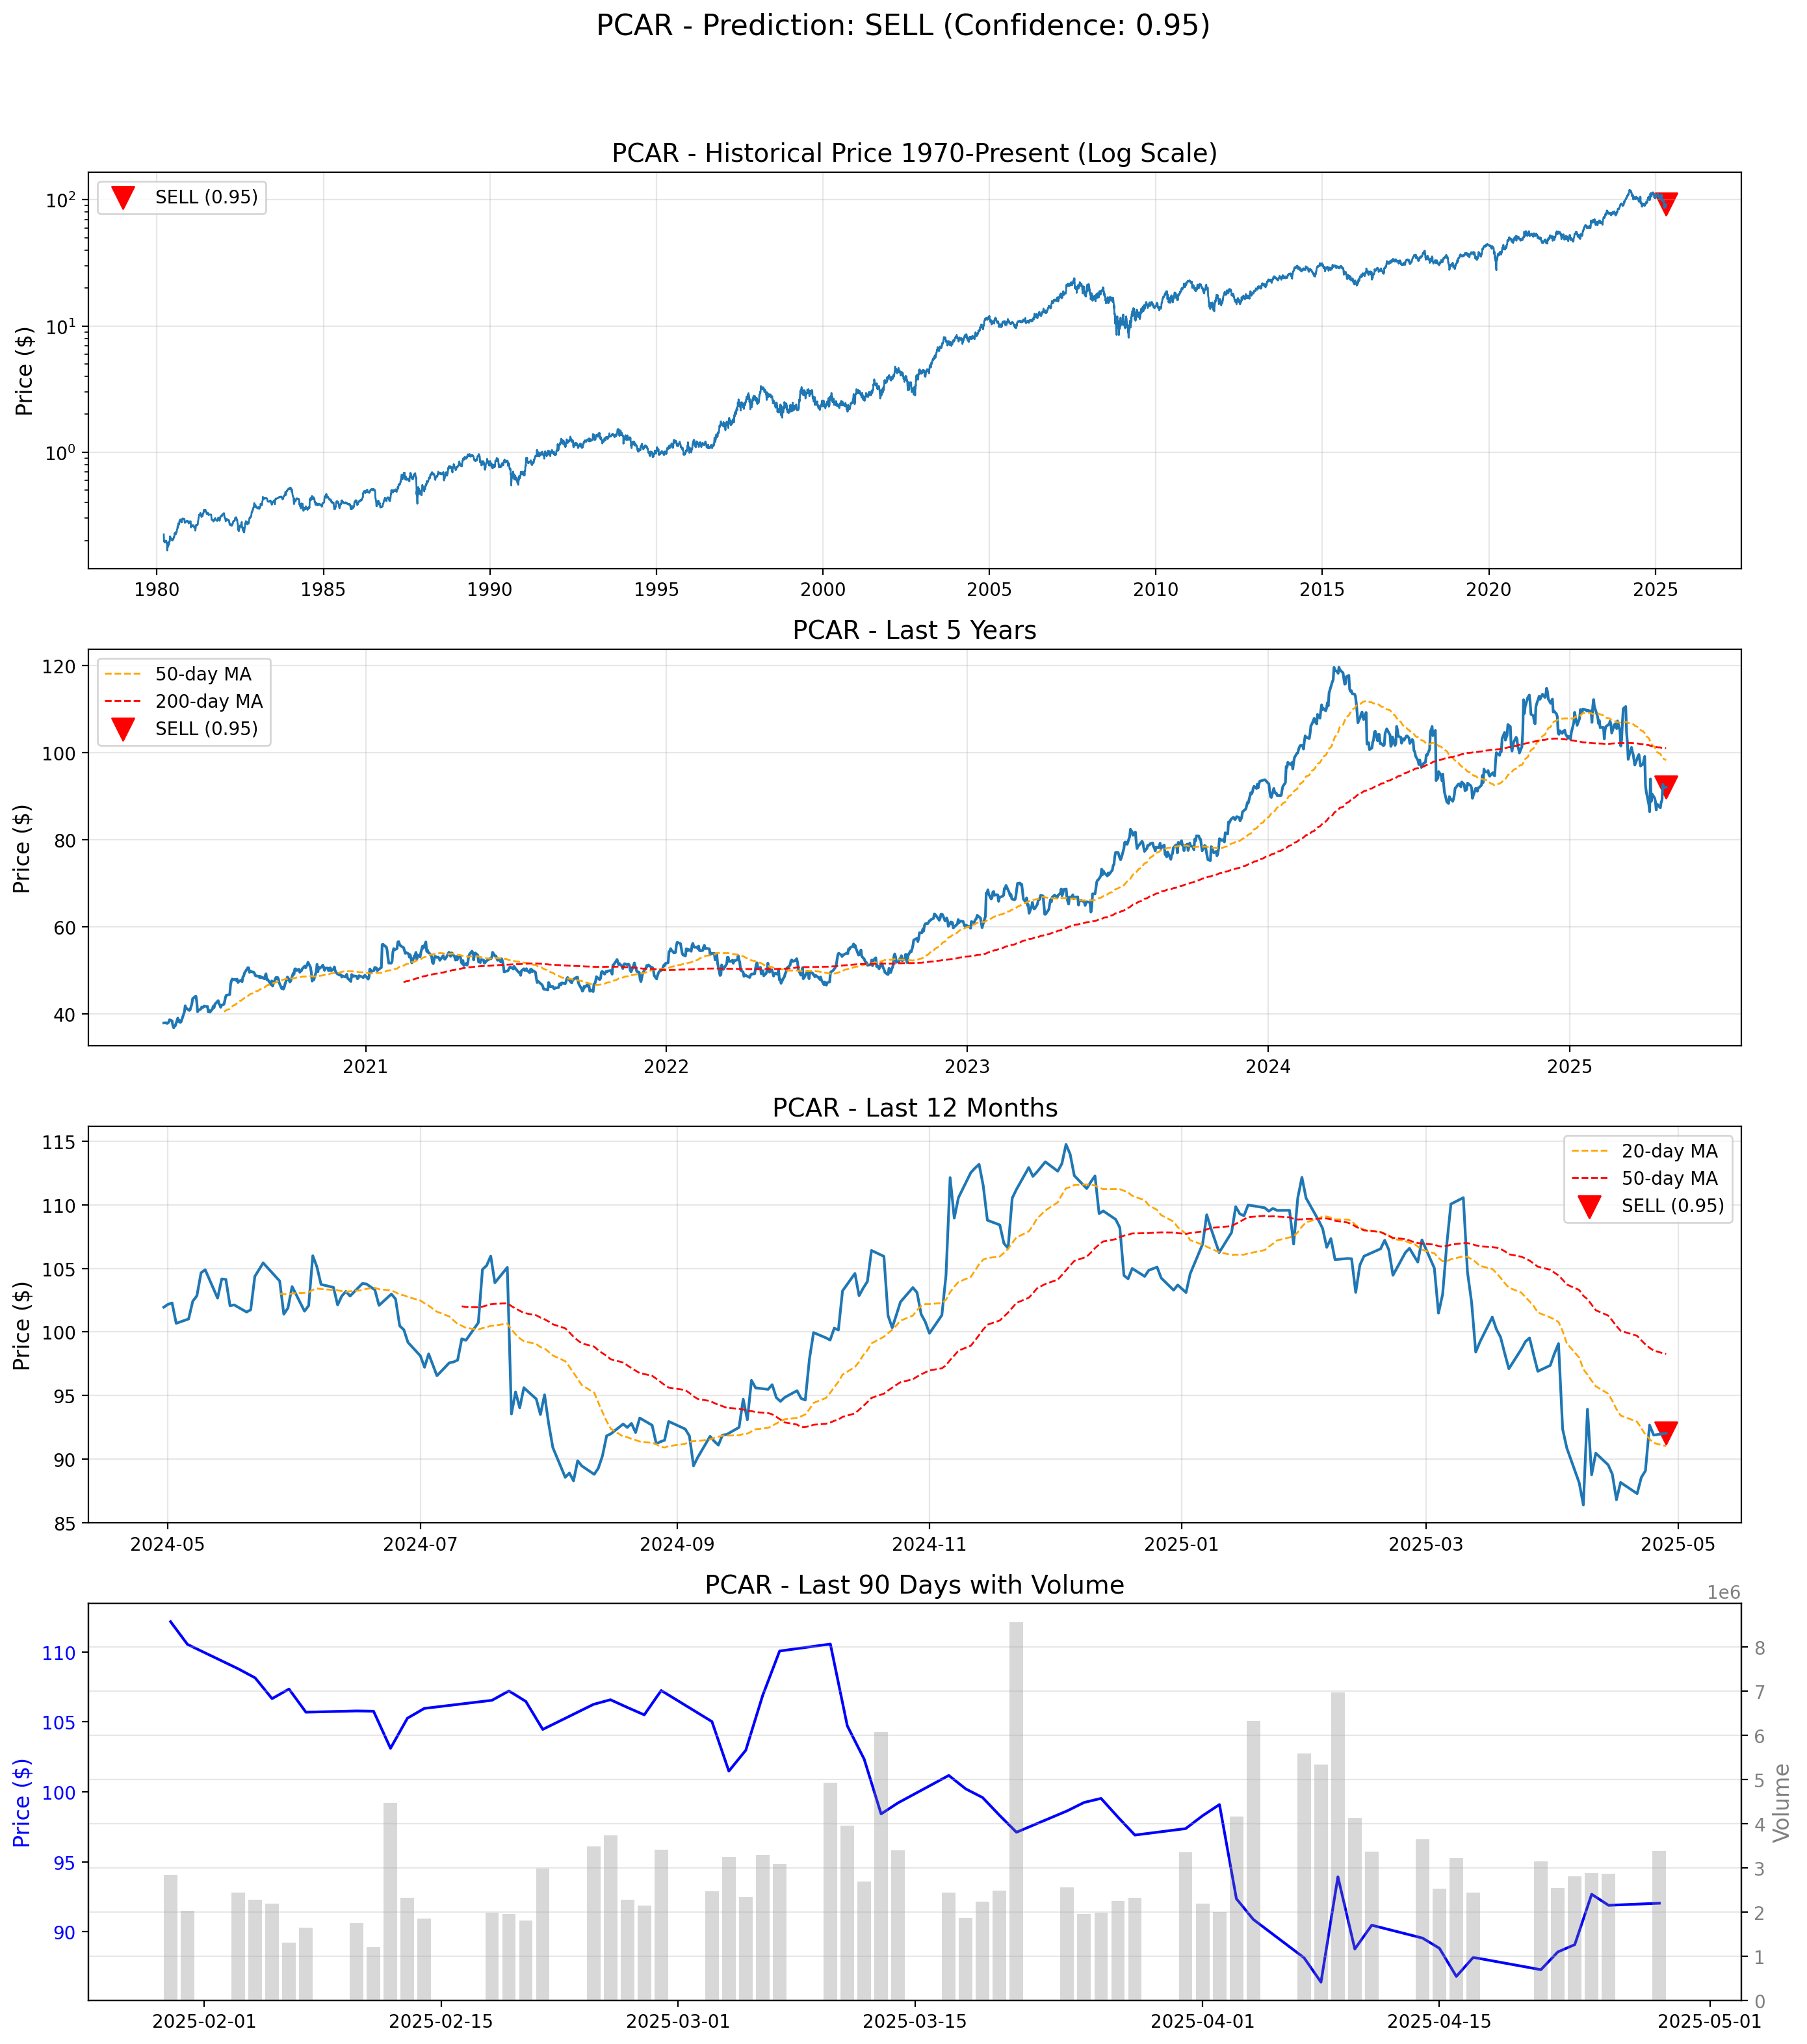 PCAR - Prediction: SELL (Confidence: 0.95)
PCAR - Historical Price 1970-Present (Log Scale)
SELL (0.95)
Price ($)
10²
10¹
10⁰
1980 1985 1990 1995 2000 2005 2010 2015 2020 2025
PCAR - Last 5 Years
50-day MA
200-day MA
SELL (0.95)
Price ($)
120
100
80
60
40
2021 2022 2023 2024 2025
PCAR - Last 12 Months
20-day MA
50-day MA
SELL (0.95)
Price ($)
115
110
105
100
95
90
85
2024-05 2024-07 2024-09 2024-11 2025-01 2025-03 2025-05
PCAR - Last 90 Days with Volume
1e6
Price ($)
110
105
100
95
90
Volume
8
7
6
5
4
3
2
1
0
2025-02-01 2025-02-15 2025-03-01 2025-03-15 2025-04-01 2025-04-15 2025-05-01